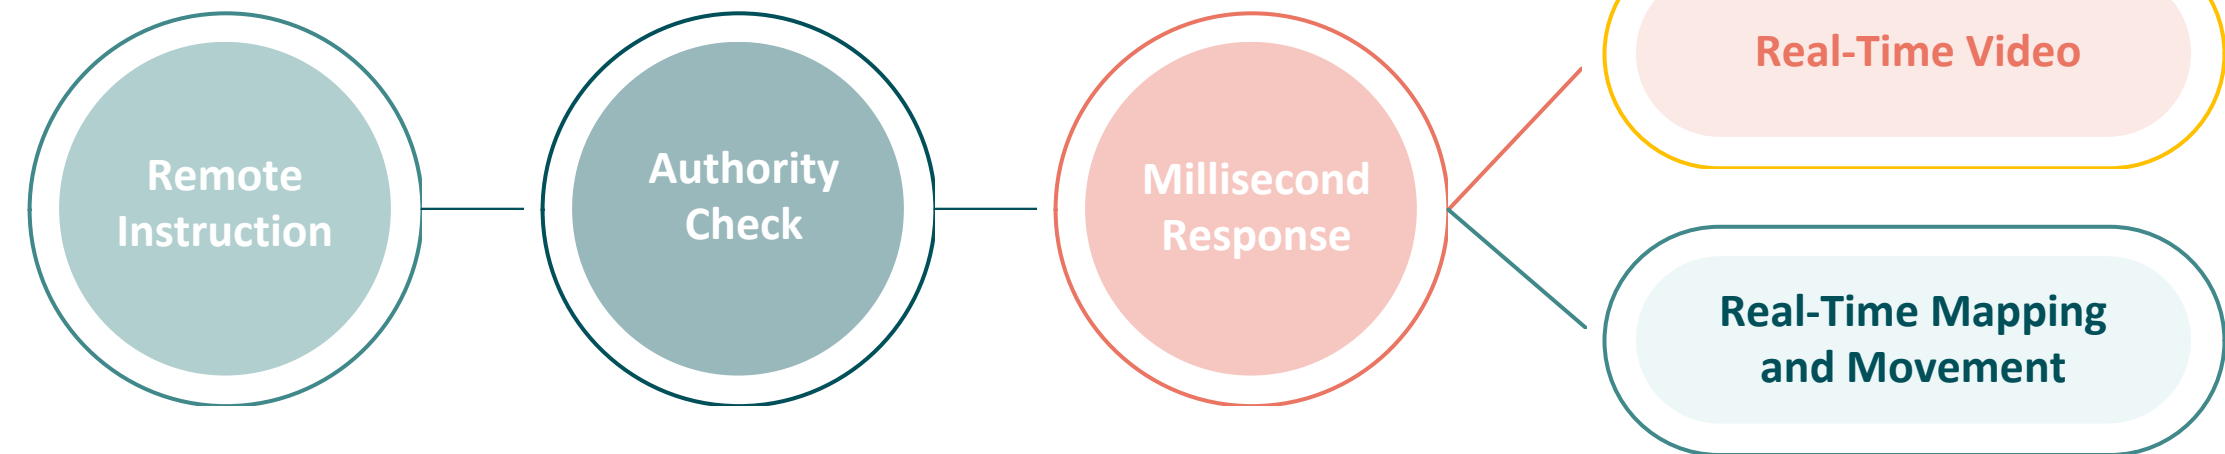 Remote
Instruction
Authority
Check
Millisecond
Response
Real-Time Video
Real-Time Mapping
and Movement